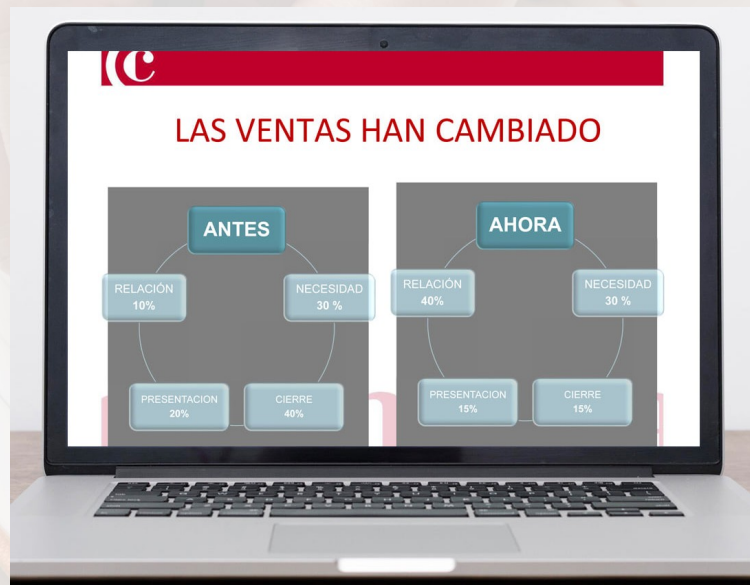 LAS VENTAS HAN CAMBIADO
ANTES
RELACIÓN
10%
NECESIDAD
30 %
PRESENTACION
20%
CIERRE
40%
AHORA
RELACIÓN
40%
NECESIDAD
30 %
PRESENTACION
15%
CIERRE
15%